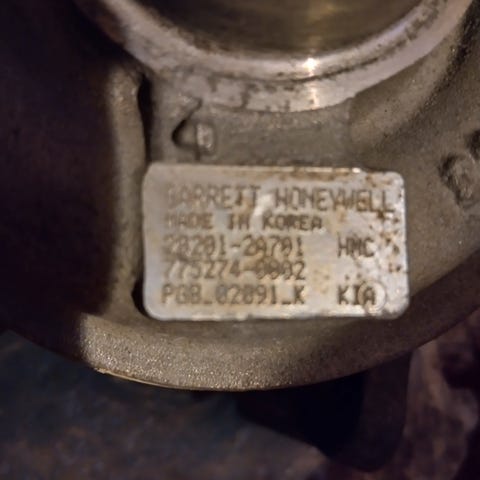 GARRETT HONEYWELL
MADE IN KOREA
28201-2A701 HMC
775274-0002
PGB_02091_K KIA